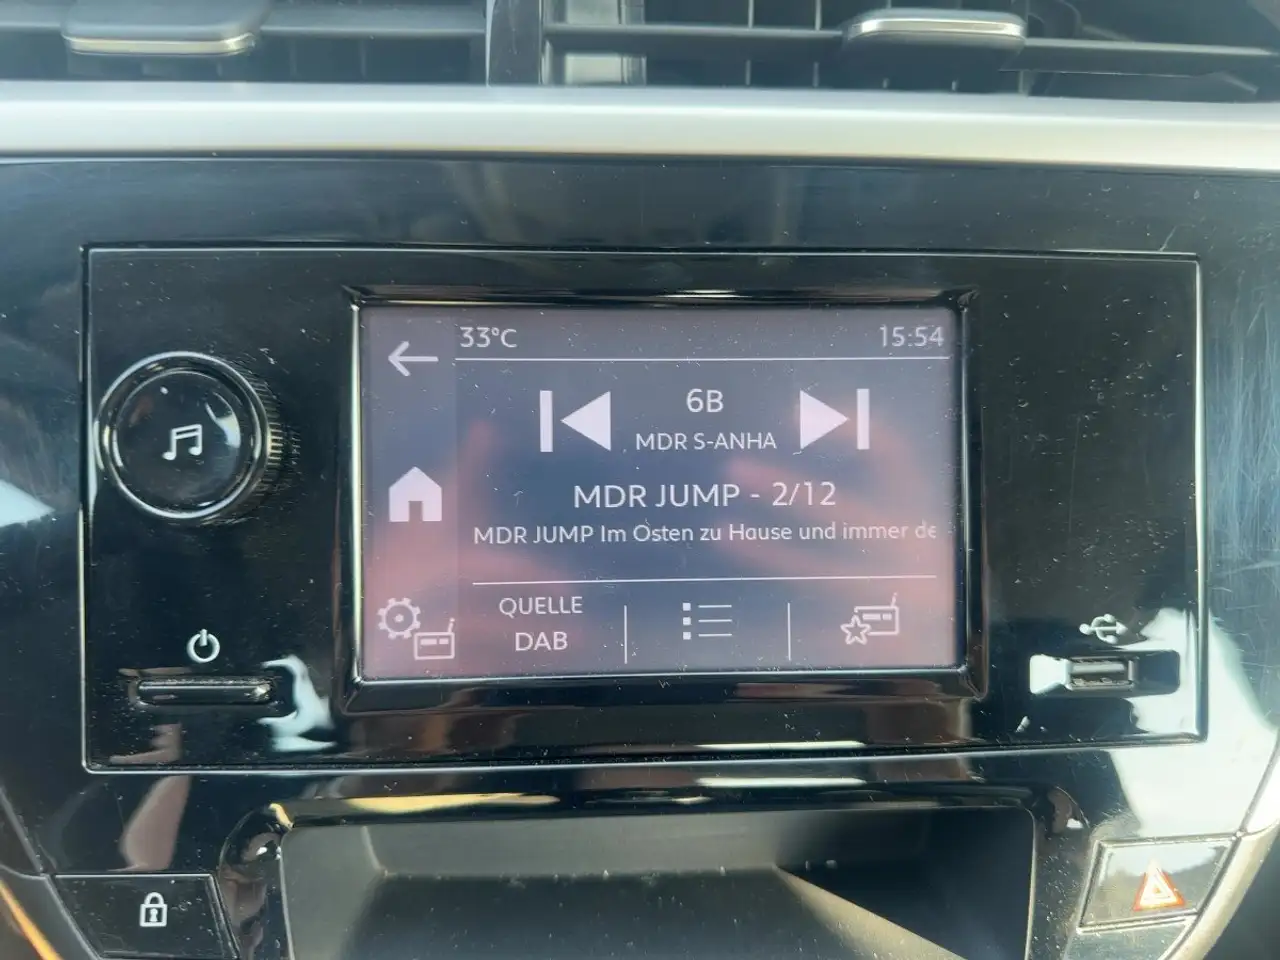 33°C 15:54
6B
MDR S-ANHA
MDR JUMP - 2/12
MDR JUMP Im Osten zu Hause und immer de
QUELLE
DAB